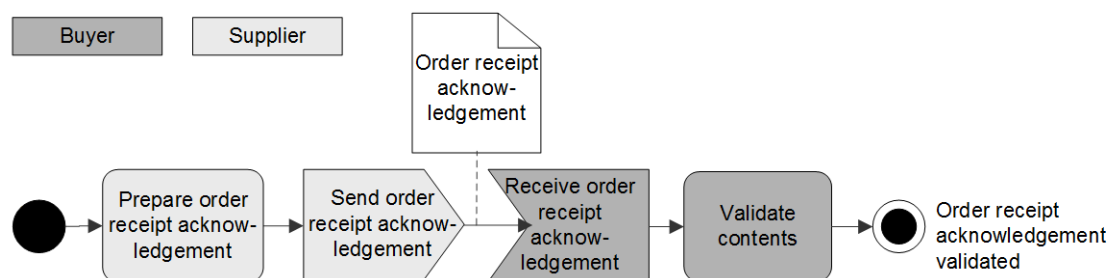 Buyer
Supplier
Order receipt
acknow-
ledgement
Prepare order
receipt acknow-
ledgement
Send order
receipt acknow-
ledgement
Receive order
receipt
acknow-
ledgement
Validate
contents
Order receipt
acknowledgement
validated